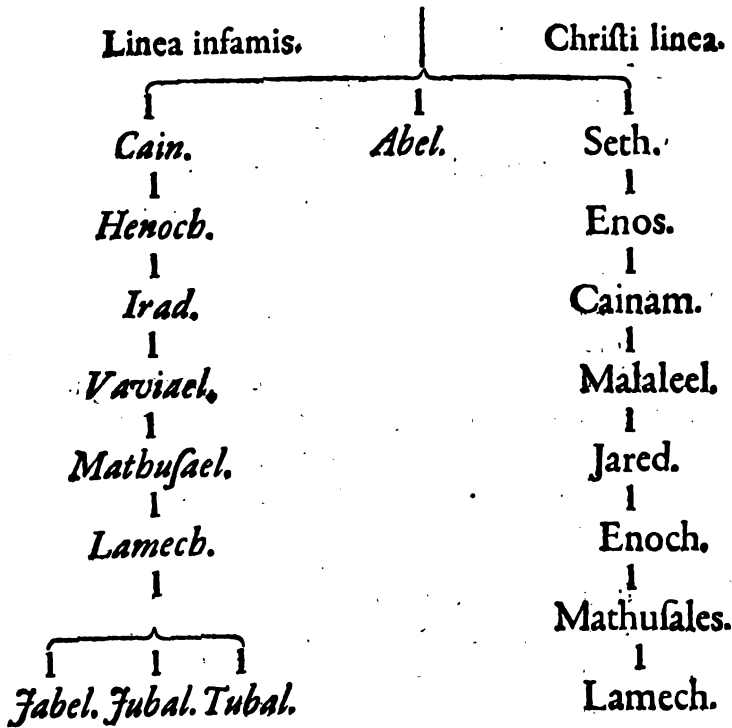 Linea infamis. Chriſti linea.
Cain. Abel. Seth.
Henoch. Enos.
Irad. Cainam.
Vaviael. Malaleel.
Mathuſael. Jared.
Lamech. Enoch.
Mathuſales.
Jabel. Jubal. Tubal. Lamech.